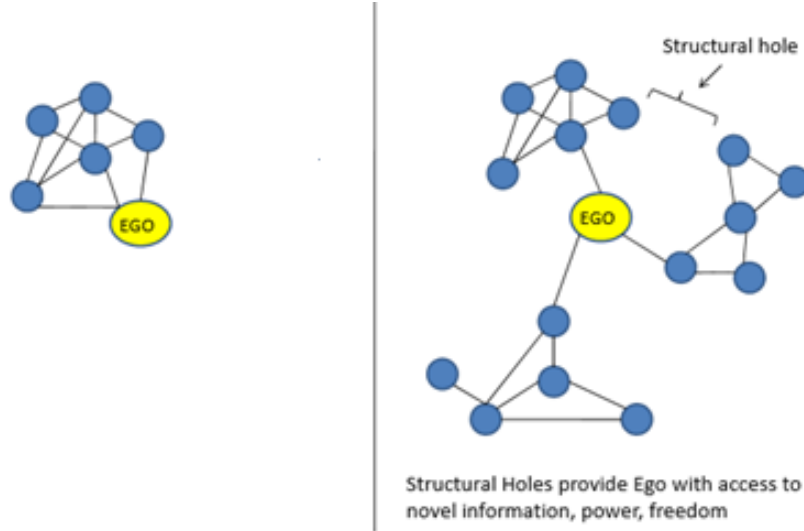 Structural hole
EGO
EGO
Structural Holes provide Ego with access to
novel information, power, freedom